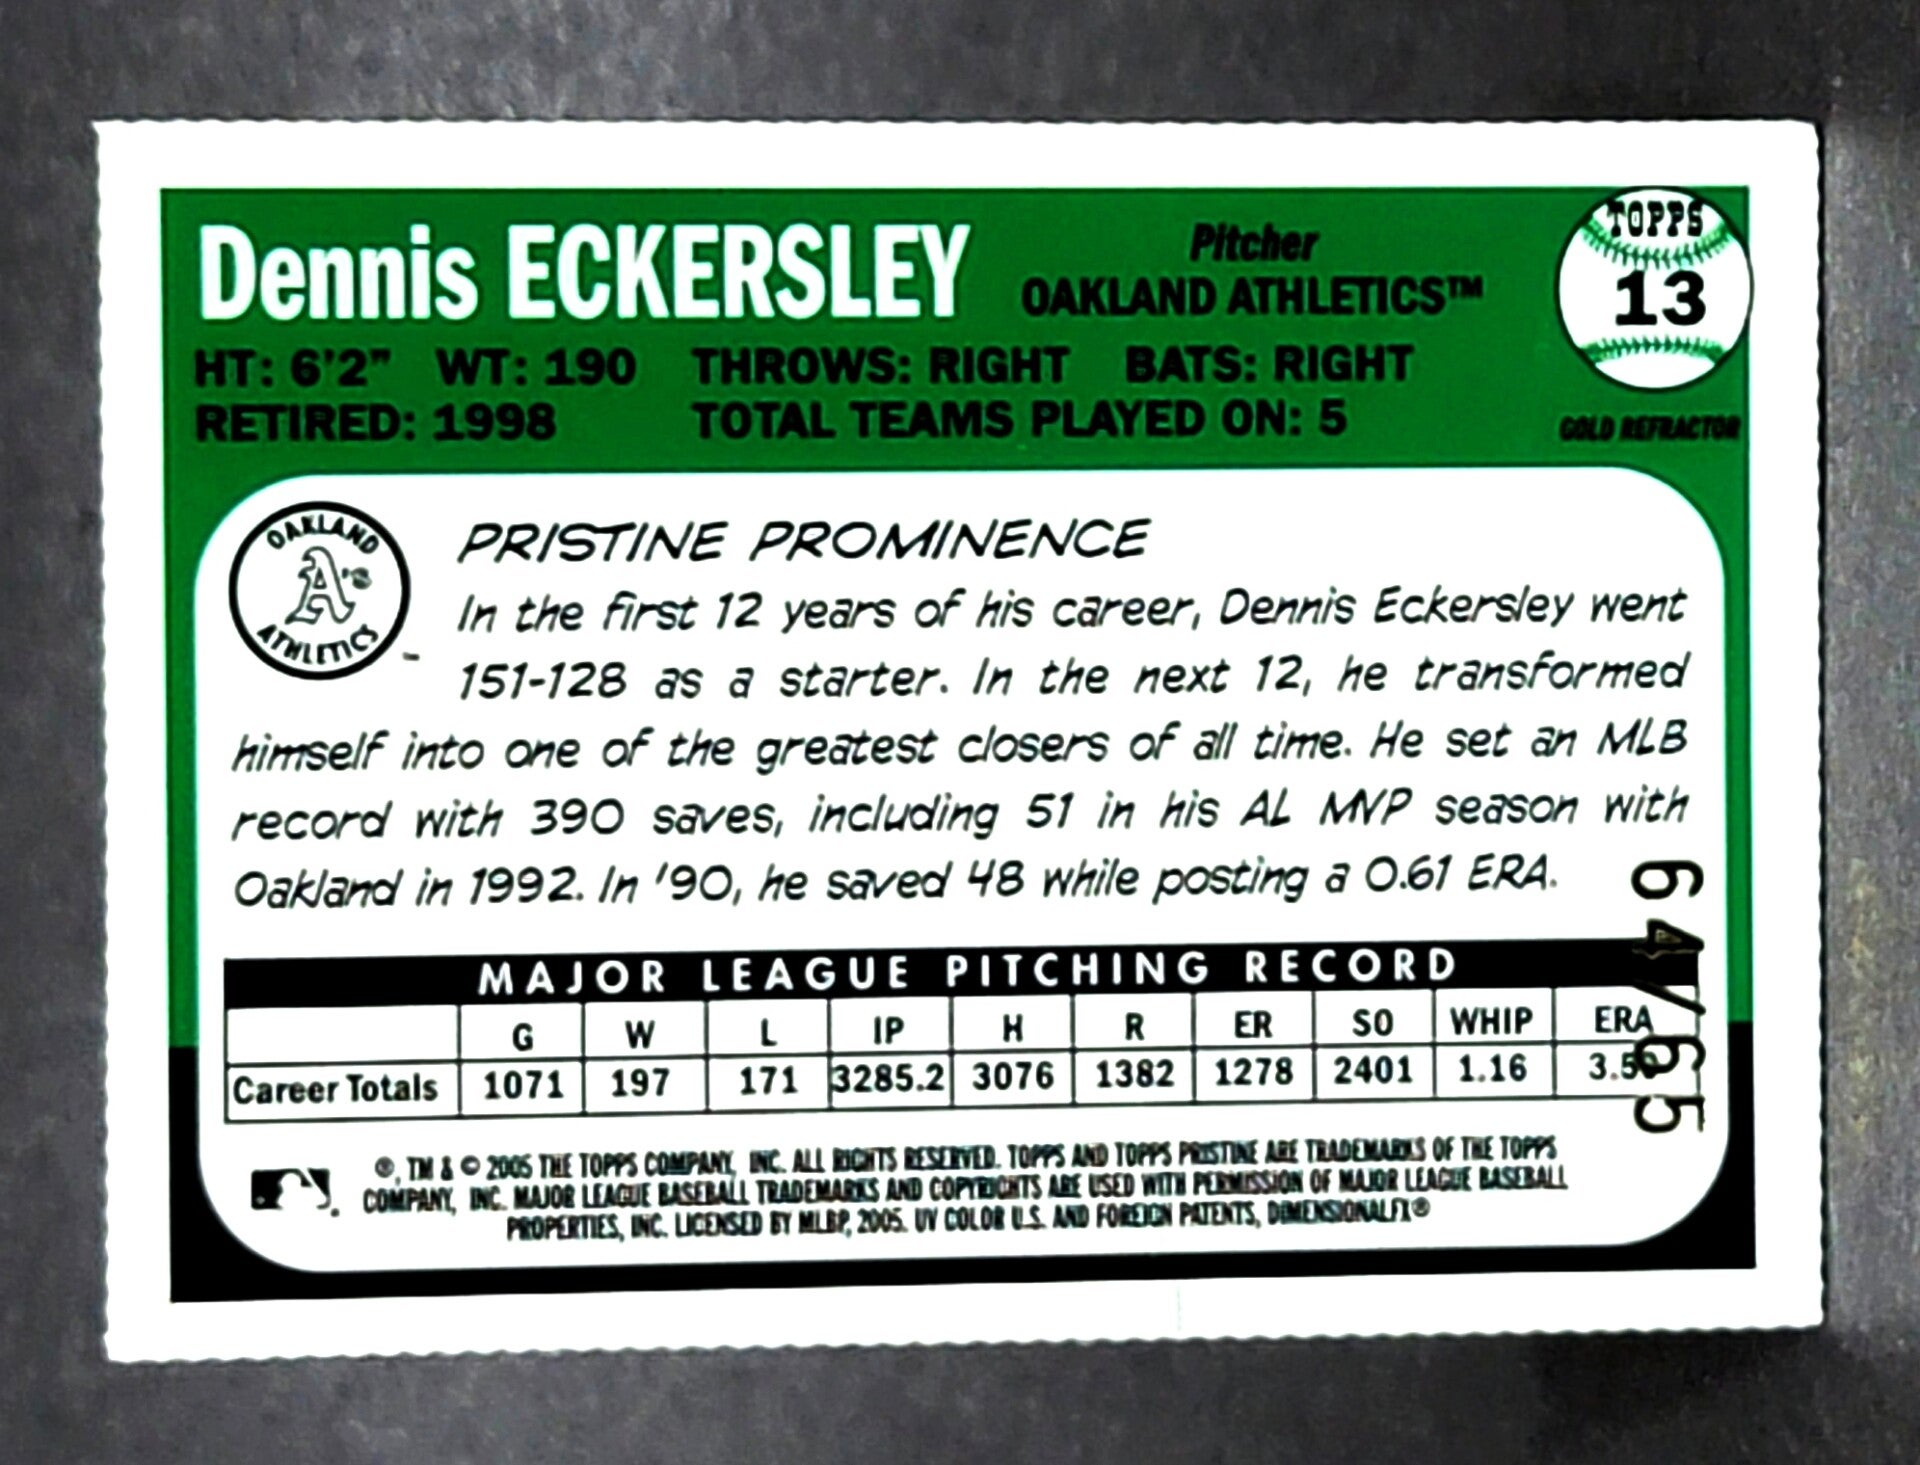 Dennis ECKERSLEY
Pitcher
OAKLAND ATHLETICS™
TOPPS
13
HT: 6'2" WT: 190 THROWS: RIGHT BATS: RIGHT
RETIRED: 1998 TOTAL TEAMS PLAYED ON: 5
GOLD REFRACTOR
OAKLAND
A's
ATHLETICS
PRISTINE PROMINENCE
In the first 12 years of his career, Dennis Eckersley went
151-128 as a starter. In the next 12, he transformed
himself into one of the greatest closers of all time. He set an MLB
record with 390 saves, including 51 in his AL MVP season with
Oakland in 1992. In '90, he saved 48 while posting a 0.61 ERA.
64/65
MAJOR LEAGUE PITCHING RECORD
G W L IP H R ER SO WHIP ERA
Career Totals 1071 197 171 3285.2 3076 1382 1278 2401 1.16 3.50
®, TM & © 2005 THE TOPPS COMPANY, INC. ALL RIGHTS RESERVED. TOPPS AND TOPPS PRISTINE ARE TRADEMARKS OF THE TOPPS
COMPANY, INC. MAJOR LEAGUE BASEBALL TRADEMARKS AND COPYRIGHTS ARE USED WITH PERMISSION OF MAJOR LEAGUE BASEBALL
PROPERTIES, INC. LICENSED BY MLBP, 2005. UV COLOR U.S. AND FOREIGN PATENTS, DIMENSIONALFX®